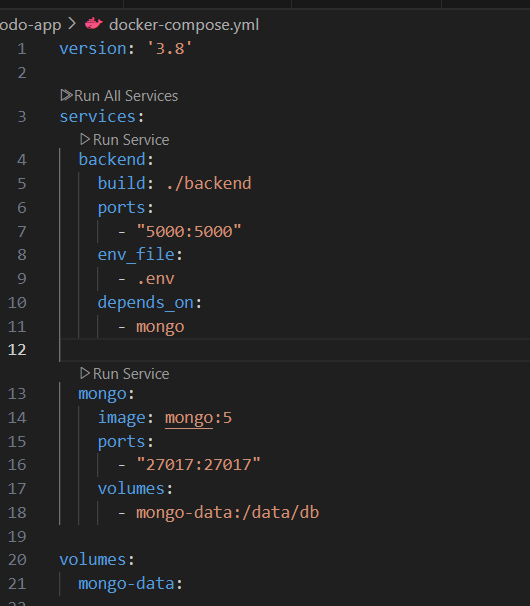 odo-app > docker-compose.yml
1 version: '3.8'
2
Run All Services
3 services:
Run Service
4 backend:
5 build: ./backend
6 ports:
7 - "5000:5000"
8 env_file:
9 - .env
10 depends_on:
11 - mongo
12
Run Service
13 mongo:
14 image: mongo:5
15 ports:
16 - "27017:27017"
17 volumes:
18 - mongo-data:/data/db
19
20 volumes:
21 mongo-data: